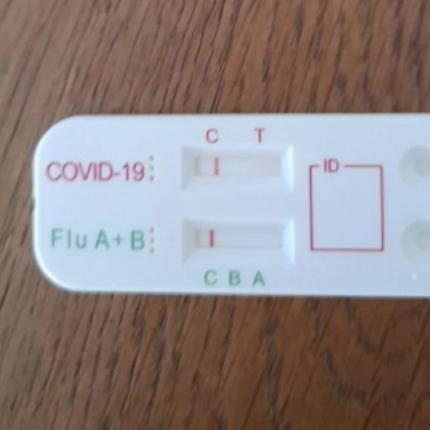 C T
COVID-19
ID
Flu A+B
C B A